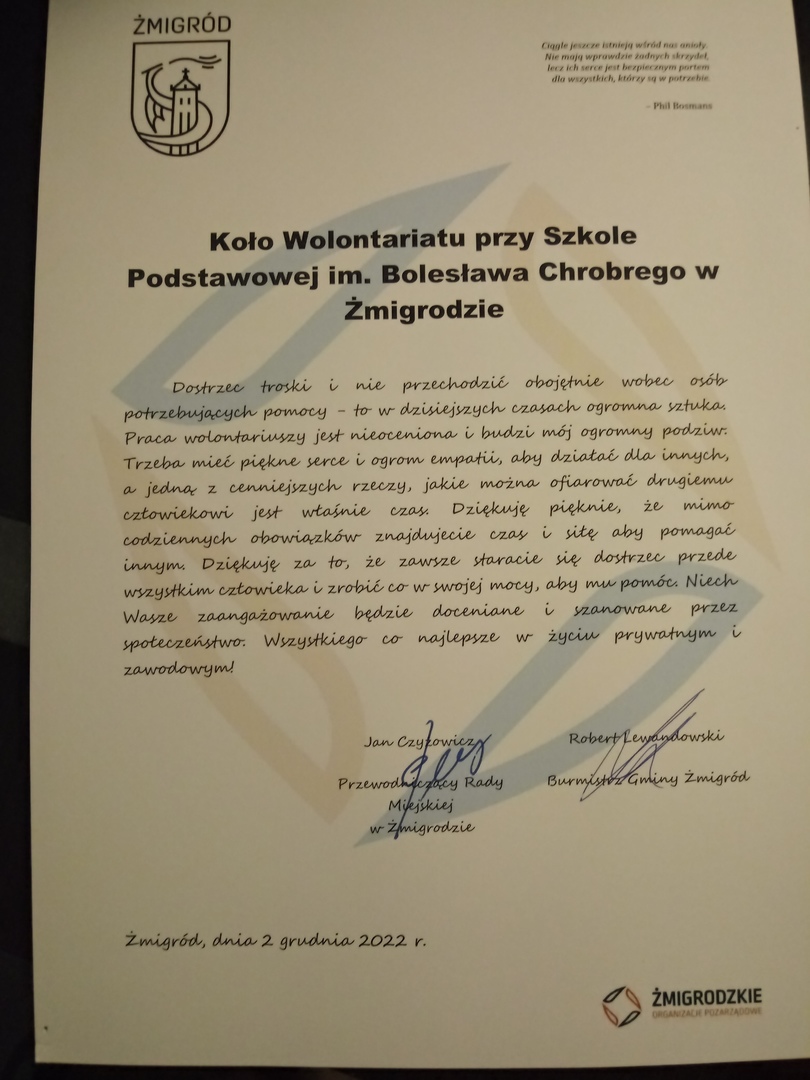 ŻMIGRÓD
Ciągle jeszcze istnieją wśród nas anioły.
Nie mają wprawdzie żadnych skrzydeł,
lecz ich serce jest bezpiecznym portem
dla wszystkich, którzy są w potrzebie.
– Phil Bosmans
Koło Wolontariatu przy Szkole
Podstawowej im. Bolesława Chrobrego w
Żmigrodzie
Dostrzec troski i nie przechodzić obojętnie wobec osób
potrzebujących pomocy – to w dzisiejszych czasach ogromna sztuka.
Praca wolontariuszy jest nieoceniona i budzi mój ogromny podziw.
Trzeba mieć piękne serce i ogrom empatii, aby działać dla innych,
a jedną z cenniejszych rzeczy, jakie można ofiarować drugiemu
człowiekowi jest właśnie czas. Dziękuję pięknie, że mimo
codziennych obowiązków znajdujecie czas i siłę aby pomagać
innym. Dziękuję za to, że zawsze staracie się dostrzec przede
wszystkim człowieka i zrobić co w swojej mocy, aby mu pomóc. Niech
Wasze zaangażowanie będzie doceniane i szanowane przez
społeczeństwo. Wszystkiego co najlepsze w życiu prywatnym i
zawodowym!
Jan Czyżowicz
Przewodniczący Rady
Miejskiej
w Żmigrodzie
Robert Lewandowski
Burmistrz Gminy Żmigród
Żmigród, dnia 2 grudnia 2022 r.
ŻMIGRODZKIE
ORGANIZACJE POZARZĄDOWE